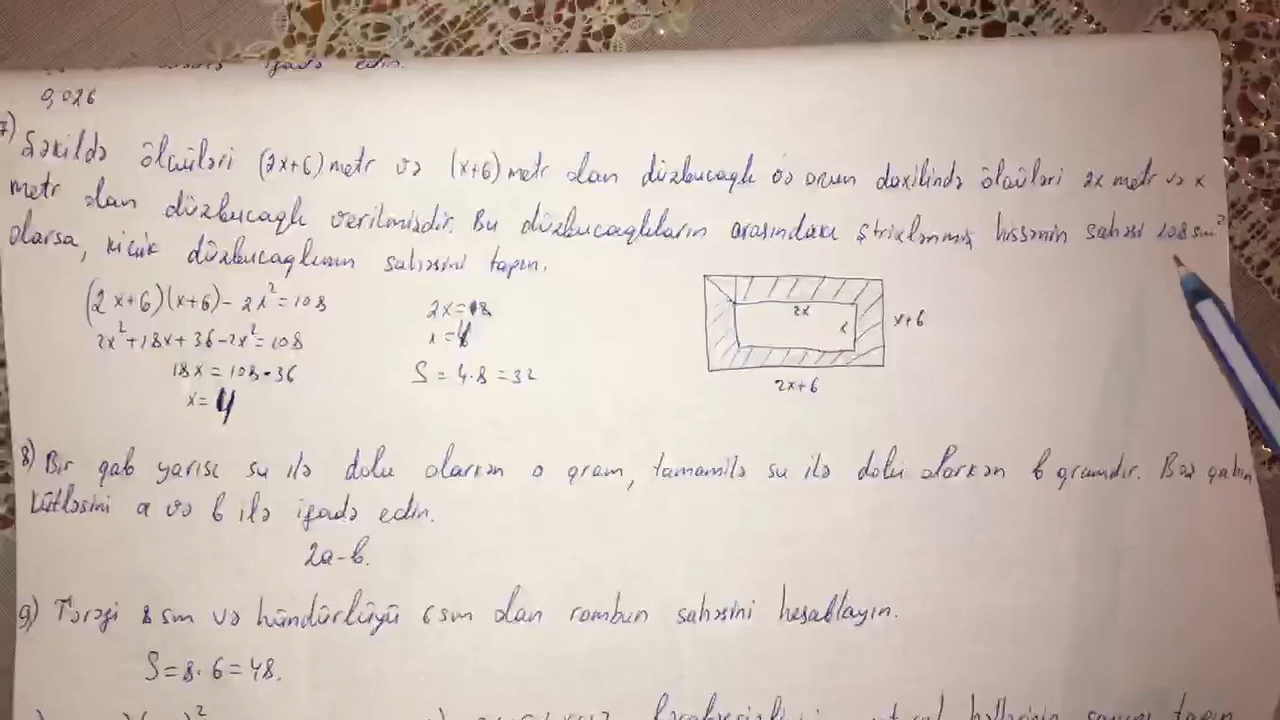 ifadə edin.
0,026
7) Şəkildə ölçüləri (2x+6) metr və (x+6) metr olan düzbucaqlı və onun daxilində ölçüləri 2x metr və x
metr olan düzbucaqlı verilmişdir. Bu düzbucaqlıların arasındakı ştrixlənmiş hissənin sahəsi 108 sm²
olarsa, kiçik düzbucaqlının sahəsini tapın.
(2x+6)(x+6) - 2x² = 108
2x² + 18x + 36 - 2x² = 108
18x = 108 - 36
x = 4
2x = 8
x = 4
S = 4·8 = 32
2x
x
x+6
2x+6
8) Bir qab yarısı su ilə dolu olarkən a qram, tamamilə su ilə dolu olarkən b qramdır. Boş qabın
kütləsini a və b ilə ifadə edin.
2a-b.
9) Tərəfi 8 sm və hündürlüyü 6 sm olan rombun sahəsini hesablayın.
S = 8·6 = 48.